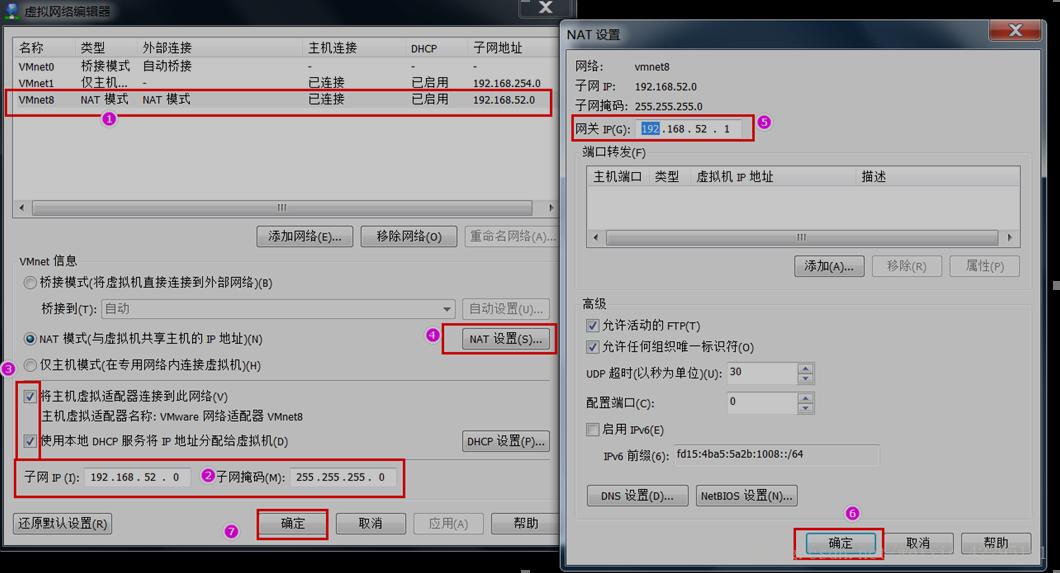 虚拟网络编辑器
名称 类型 外部连接 主机连接 DHCP 子网地址
VMnet0 桥接模式 自动桥接 - - -
VMnet1 仅主机... - 已连接 已启用 192.168.254.0
VMnet8 NAT 模式 NAT 模式 已连接 已启用 192.168.52.0
1
添加网络(E)... 移除网络(O) 重命名网络(A)...
VMnet 信息
桥接模式(将虚拟机直接连接到外部网络)(B)
桥接到(T): 自动 自动设置(U)...
NAT 模式(与虚拟机共享主机的 IP 地址)(N) 4 NAT 设置(S)...
仅主机模式(在专用网络内连接虚拟机)(H)
3
将主机虚拟适配器连接到此网络(V)
主机虚拟适配器名称: VMware 网络适配器 VMnet8
使用本地 DHCP 服务将 IP 地址分配给虚拟机(D) DHCP 设置(P)...
子网 IP (I): 192 .168 . 52 . 0 2 子网掩码(M): 255 .255 .255 . 0
还原默认设置(R) 7 确定 取消 应用(A) 帮助
NAT 设置
网络: vmnet8
子网 IP: 192.168.52.0
子网掩码: 255.255.255.0
网关 IP(G): 192 .168 . 52 . 1 5
端口转发(F)
主机端口 类型 虚拟机 IP 地址 描述
添加(A)... 移除(R) 属性(P)
高级
允许活动的 FTP(T)
允许任何组织唯一标识符(O)
UDP 超时(以秒为单位)(U): 30
配置端口(C): 0
启用 IPv6(E)
IPv6 前缀(6): fd15:4ba5:5a2b:1008::/64
DNS 设置(D)... NetBIOS 设置(N)...
6
确定 取消 帮助